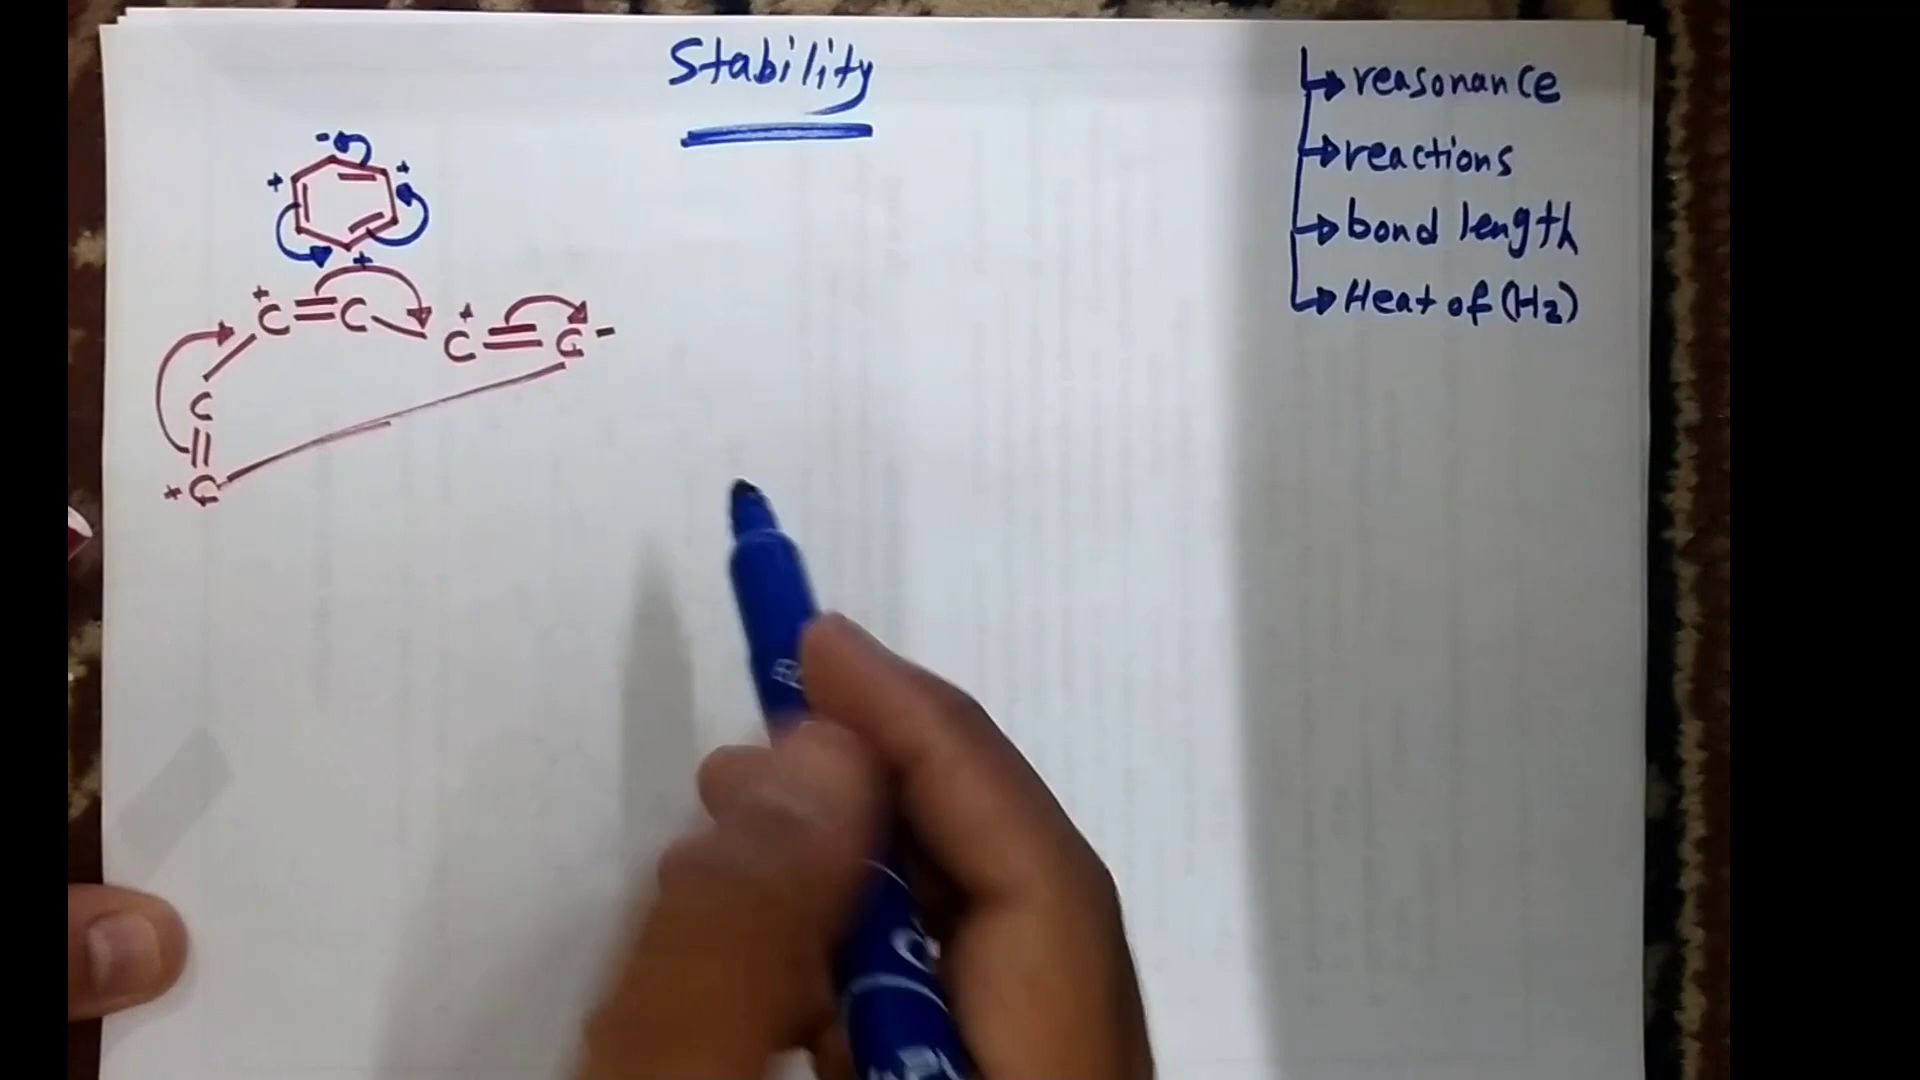 Stability
reasonance
reactions
bond length
Heat of (H₂)
- + + +
+ C = C
+ C = C -
C
=
+ C